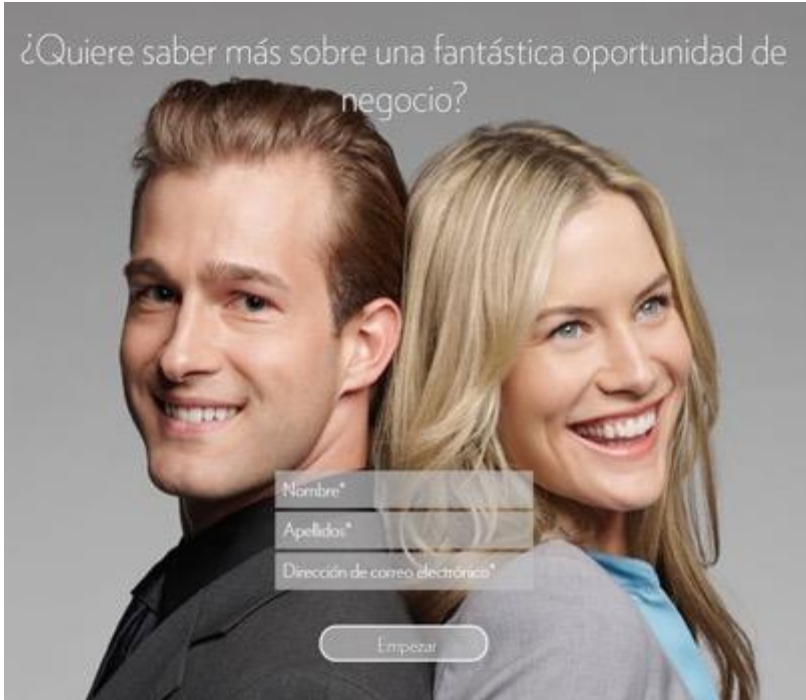 ¿Quiere saber más sobre una fantástica oportunidad de
negocio?
Nombre*
Apellidos*
Dirección de correo electrónico*
Empezar